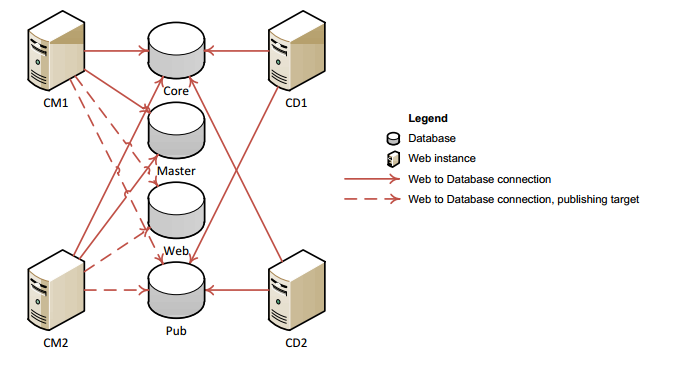 Core
CM1
CD1
Master
Web
Pub
CM2
CD2
Legend
Database
Web instance
Web to Database connection
Web to Database connection, publishing target